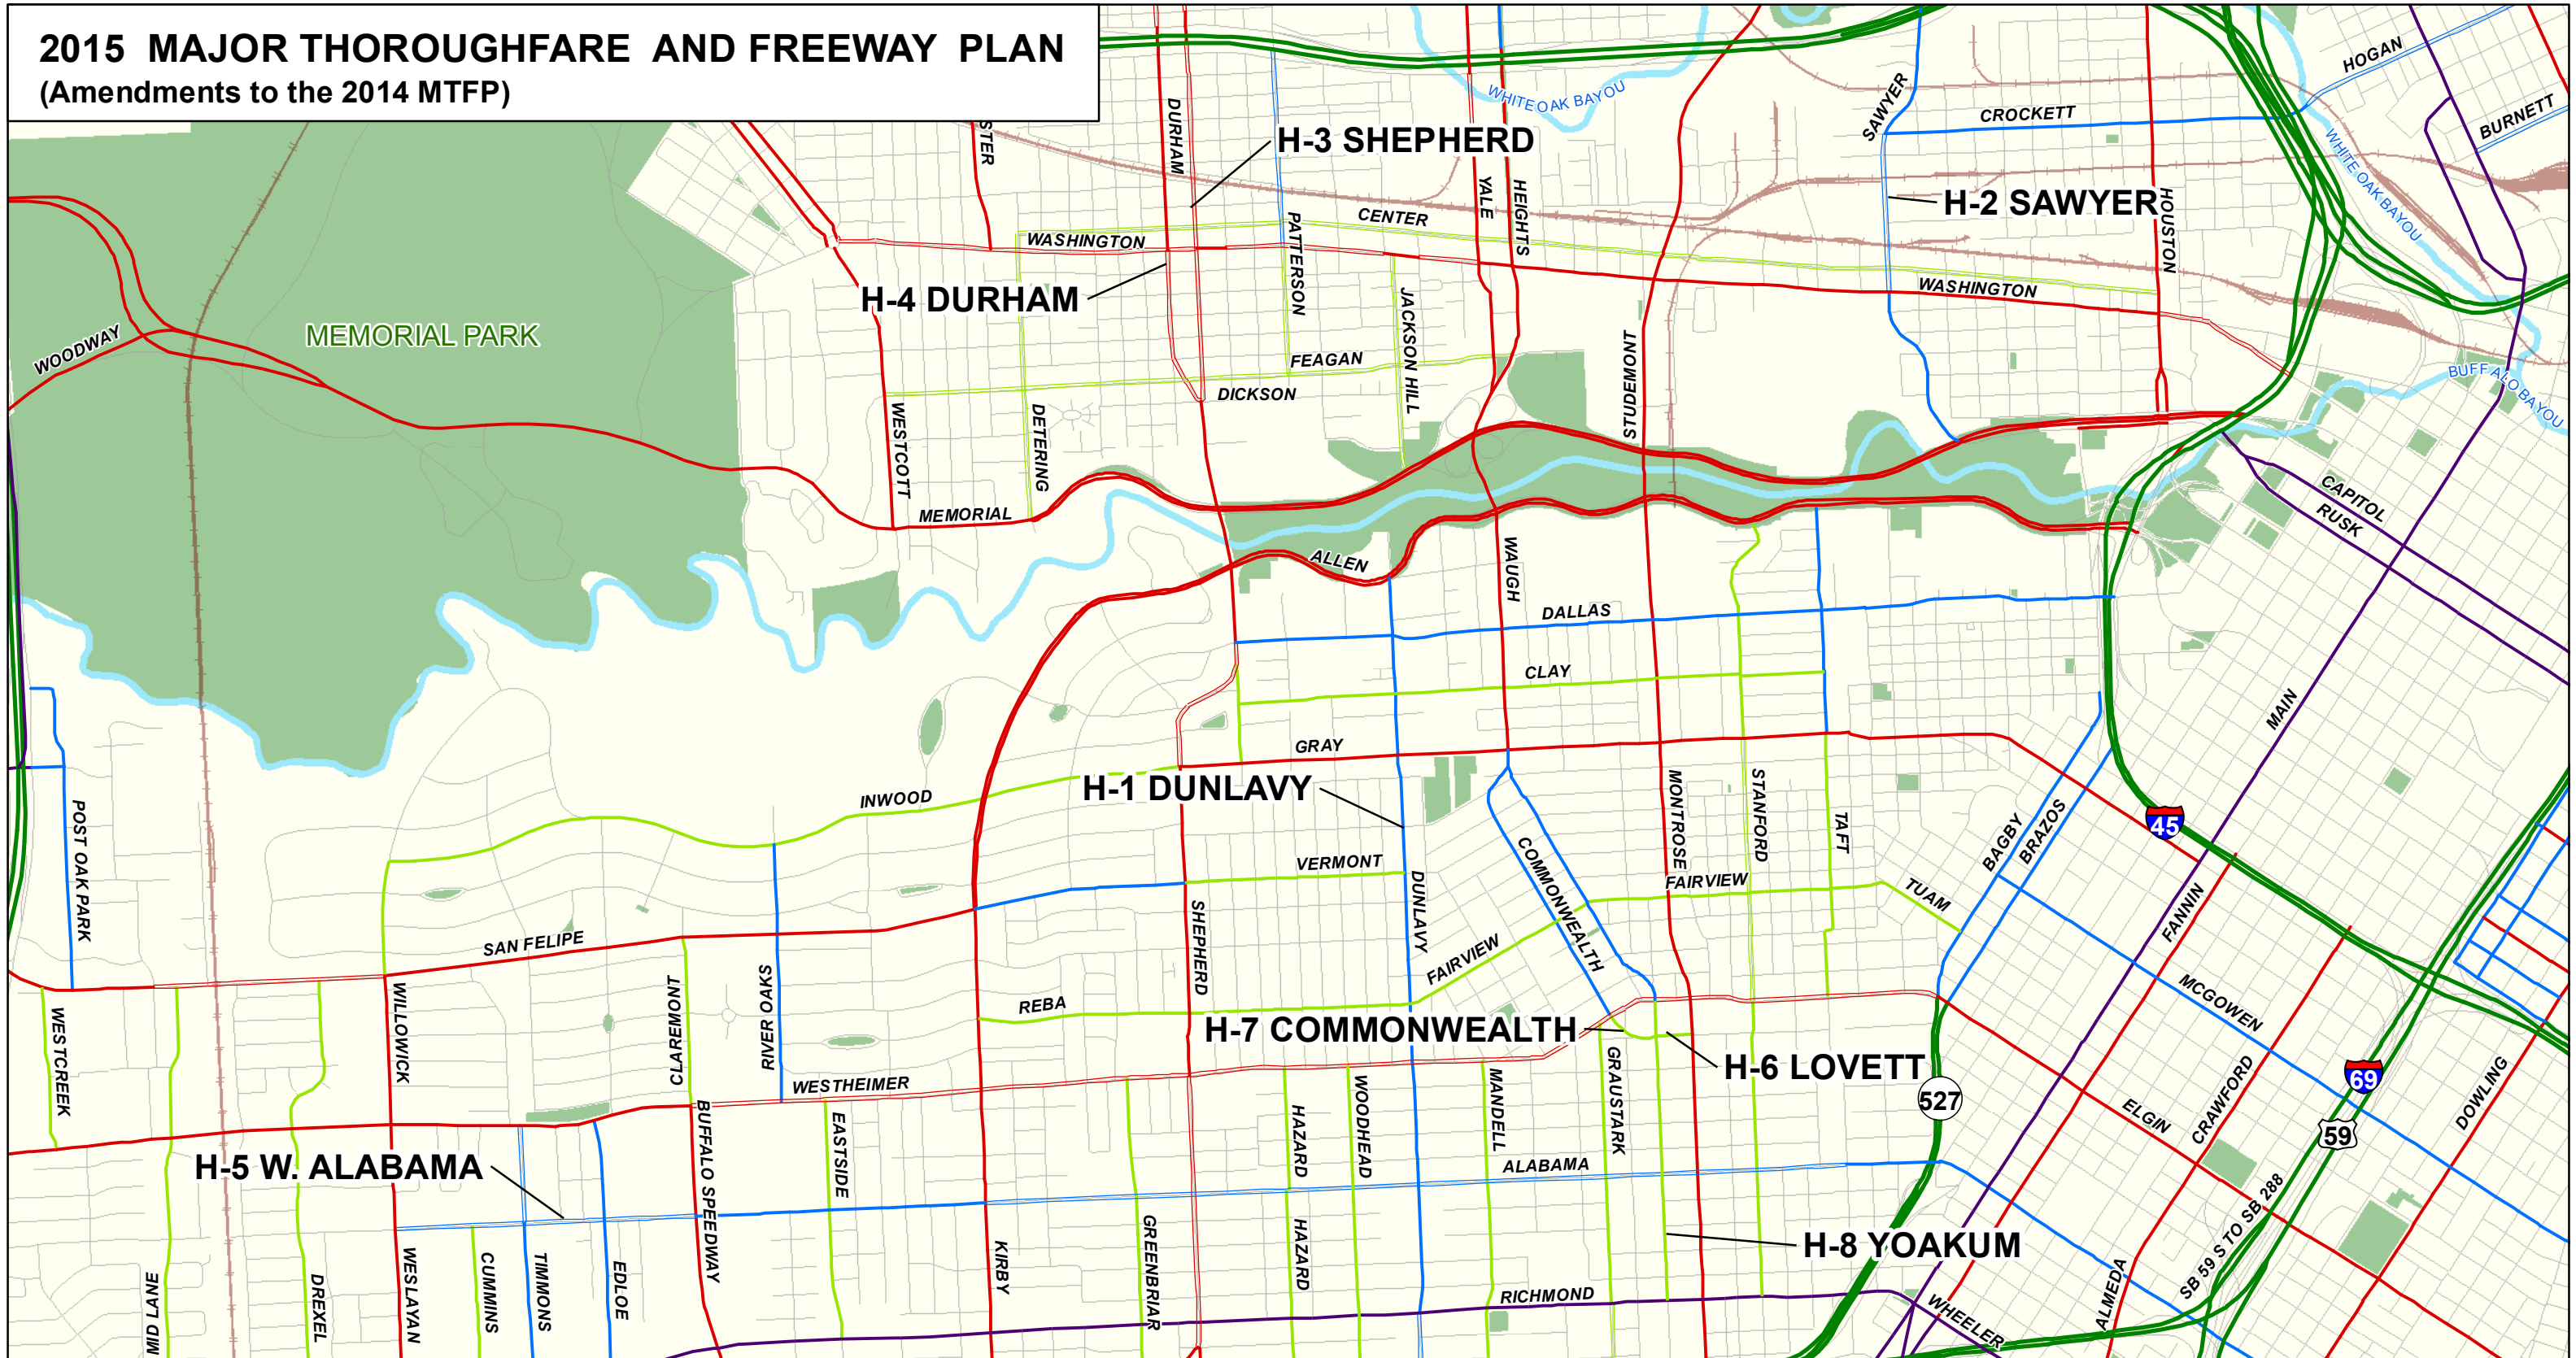 2015 MAJOR THOROUGHFARE AND FREEWAY PLAN
(Amendments to the 2014 MTFP)
DURHAM
H-3 SHEPHERD
WHITE OAK BAYOU
SAWYER
CROCKETT
HOGAN
BURNETT
WHITE OAK BAYOU
YALE
HEIGHTS
H-2 SAWYER
HOUSTON
PATTERSON
CENTER
WASHINGTON
WASHINGTON
H-4 DURHAM
JACKSON HILL
STUDEMONT
WOODWAY
MEMORIAL PARK
FEAGAN
DICKSON
BUFFALO BAYOU
WESTCOTT
DETERING
MEMORIAL
CAPITOL
RUSK
ALLEN
WAUGH
DALLAS
CLAY
MAIN
GRAY
H-1 DUNLAVY
INWOOD
POST OAK PARK
MONTROSE
STANFORD
TAFT
45
BAGBY
BRAZOS
COMMONWEALTH
VERMONT
DUNLAVY
FAIRVIEW
TUAM
FANNIN
SHEPHERD
SAN FELIPE
FAIRVIEW
WILLOWICK
CLAREMONT
RIVER OAKS
MCGOWEN
WESTCREEK
REBA
H-7 COMMONWEALTH
H-6 LOVETT
GRAUSTARK
WESTHEIMER
WOODHEAD
MANDELL
527
69
59
DOWLING
CRAWFORD
ELGIN
BUFFALO SPEEDWAY
EASTSIDE
HAZARD
H-5 W. ALABAMA
ALABAMA
H-8 YOAKUM
SB 59 S TO SB 288
MID LANE
DREXEL
WESLAYAN
CUMMINS
TIMMONS
EDLOE
KIRBY
GREENBRIAR
HAZARD
RICHMOND
WHEELER
ALMEDA